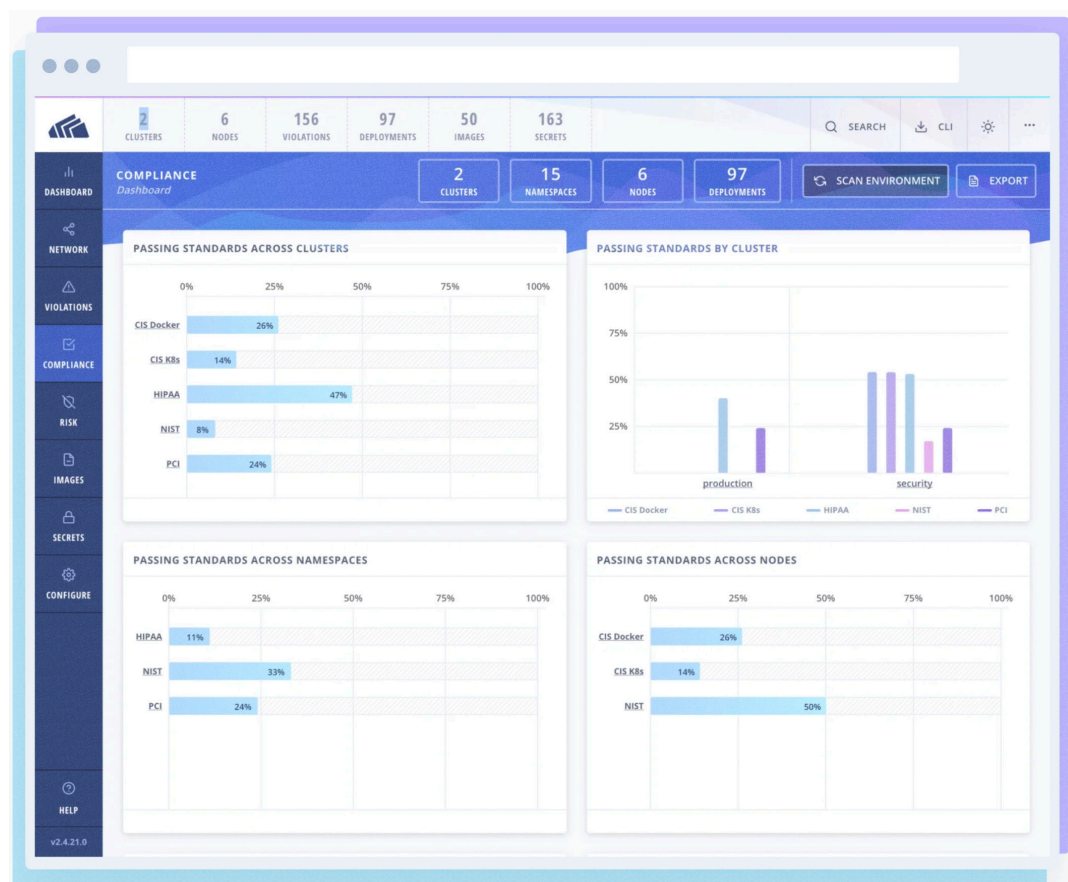 2 6 156 97 50 163
CLUSTERS NODES VIOLATIONS DEPLOYMENTS IMAGES SECRETS
SEARCH CLI
DASHBOARD
NETWORK
VIOLATIONS
COMPLIANCE
RISK
IMAGES
SECRETS
CONFIGURE
HELP
v2.4.21.0
COMPLIANCE
Dashboard
2 15 6 97
CLUSTERS NAMESPACES NODES DEPLOYMENTS
SCAN ENVIRONMENT EXPORT
PASSING STANDARDS ACROSS CLUSTERS
0% 25% 50% 75% 100%
CIS Docker 26%
CIS K8s 14%
HIPAA 47%
NIST 8%
PCI 24%
PASSING STANDARDS BY CLUSTER
100%
75%
50%
25%
production security
CIS Docker CIS K8s HIPAA NIST PCI
PASSING STANDARDS ACROSS NAMESPACES
0% 25% 50% 75% 100%
HIPAA 11%
NIST 33%
PCI 24%
PASSING STANDARDS ACROSS NODES
0% 25% 50% 75% 100%
CIS Docker 26%
CIS K8s 14%
NIST 50%